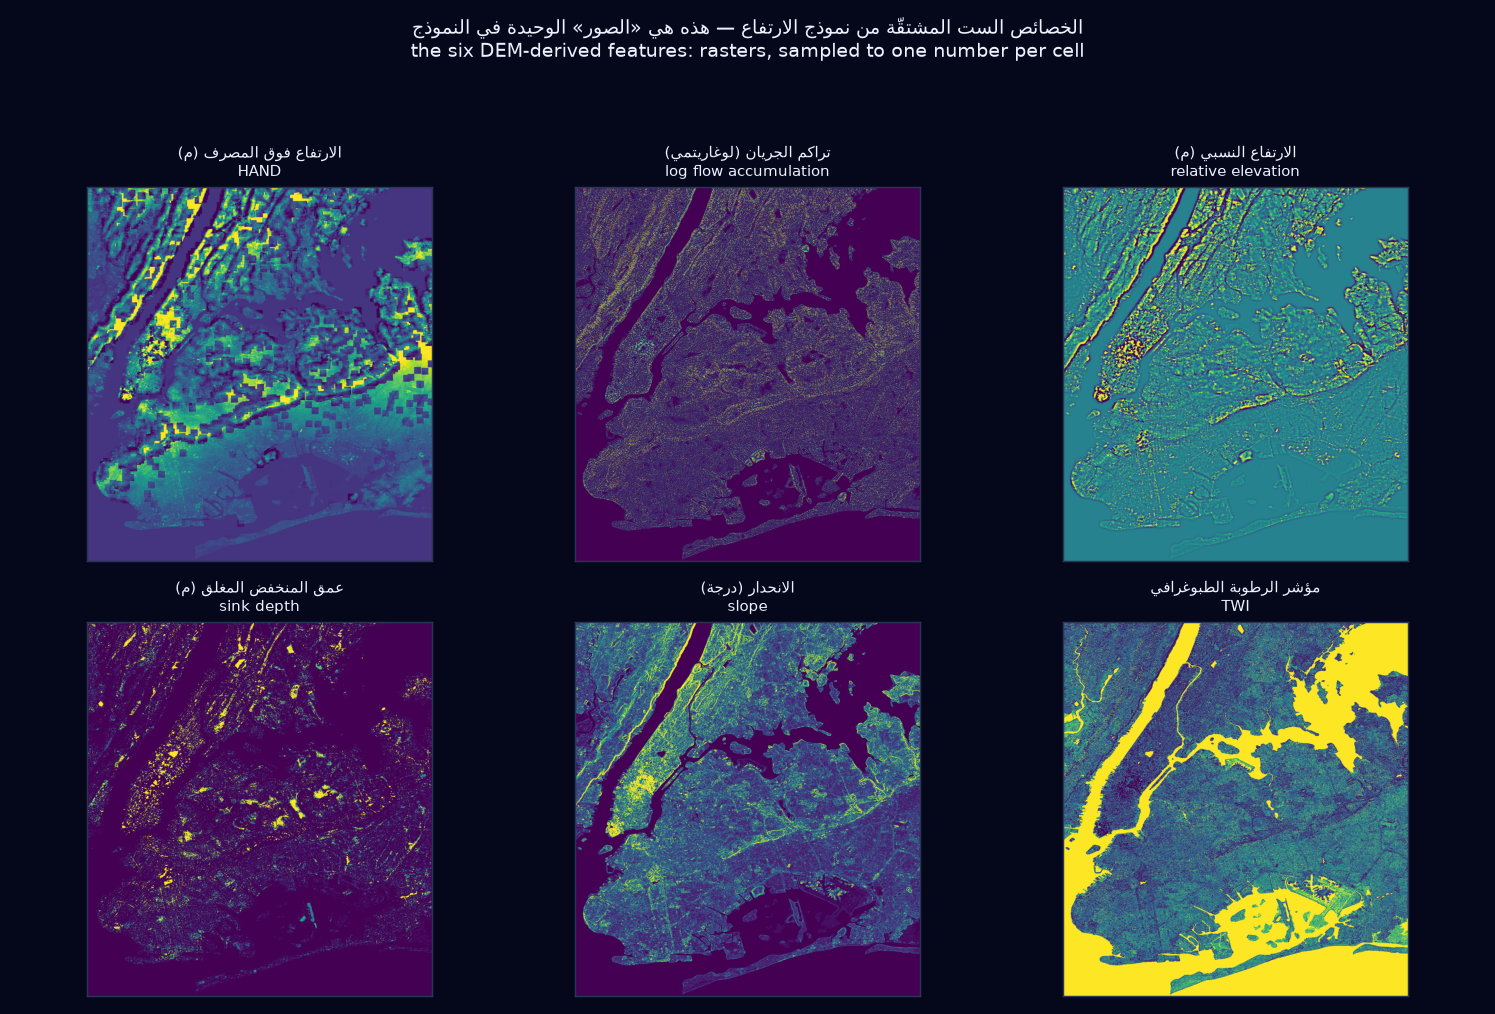 الخصائص الست المشتقّة من نموذج الارتفاع — هذه هي «الصور» الوحيدة في النموذج
the six DEM-derived features: rasters, sampled to one number per cell
الارتفاع فوق المصرف (م)
HAND
تراكم الجريان (لوغاريتمي)
log flow accumulation
الارتفاع النسبي (م)
relative elevation
عمق المنخفض المغلق (م)
sink depth
الانحدار (درجة)
slope
مؤشر الرطوبة الطبوغرافي
TWI